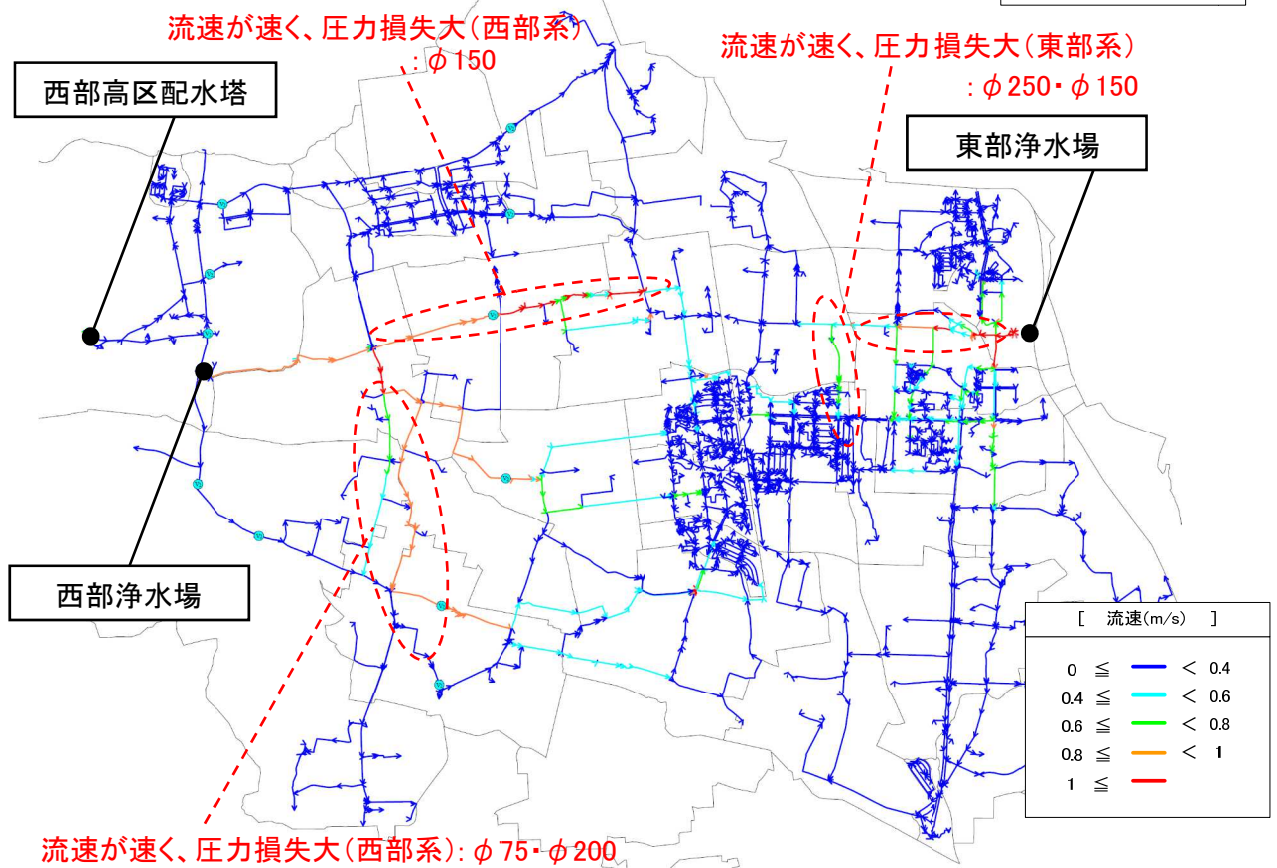 流速が速く、圧力損失大(西部系)
:φ150
流速が速く、圧力損失大(東部系)
:φ250・φ150
西部高区配水塔
東部浄水場
西部浄水場
[ 流速(m/s) ]
0 ≦ < 0.4
0.4 ≦ < 0.6
0.6 ≦ < 0.8
0.8 ≦ < 1
1 ≦
流速が速く、圧力損失大(西部系):φ75・φ200